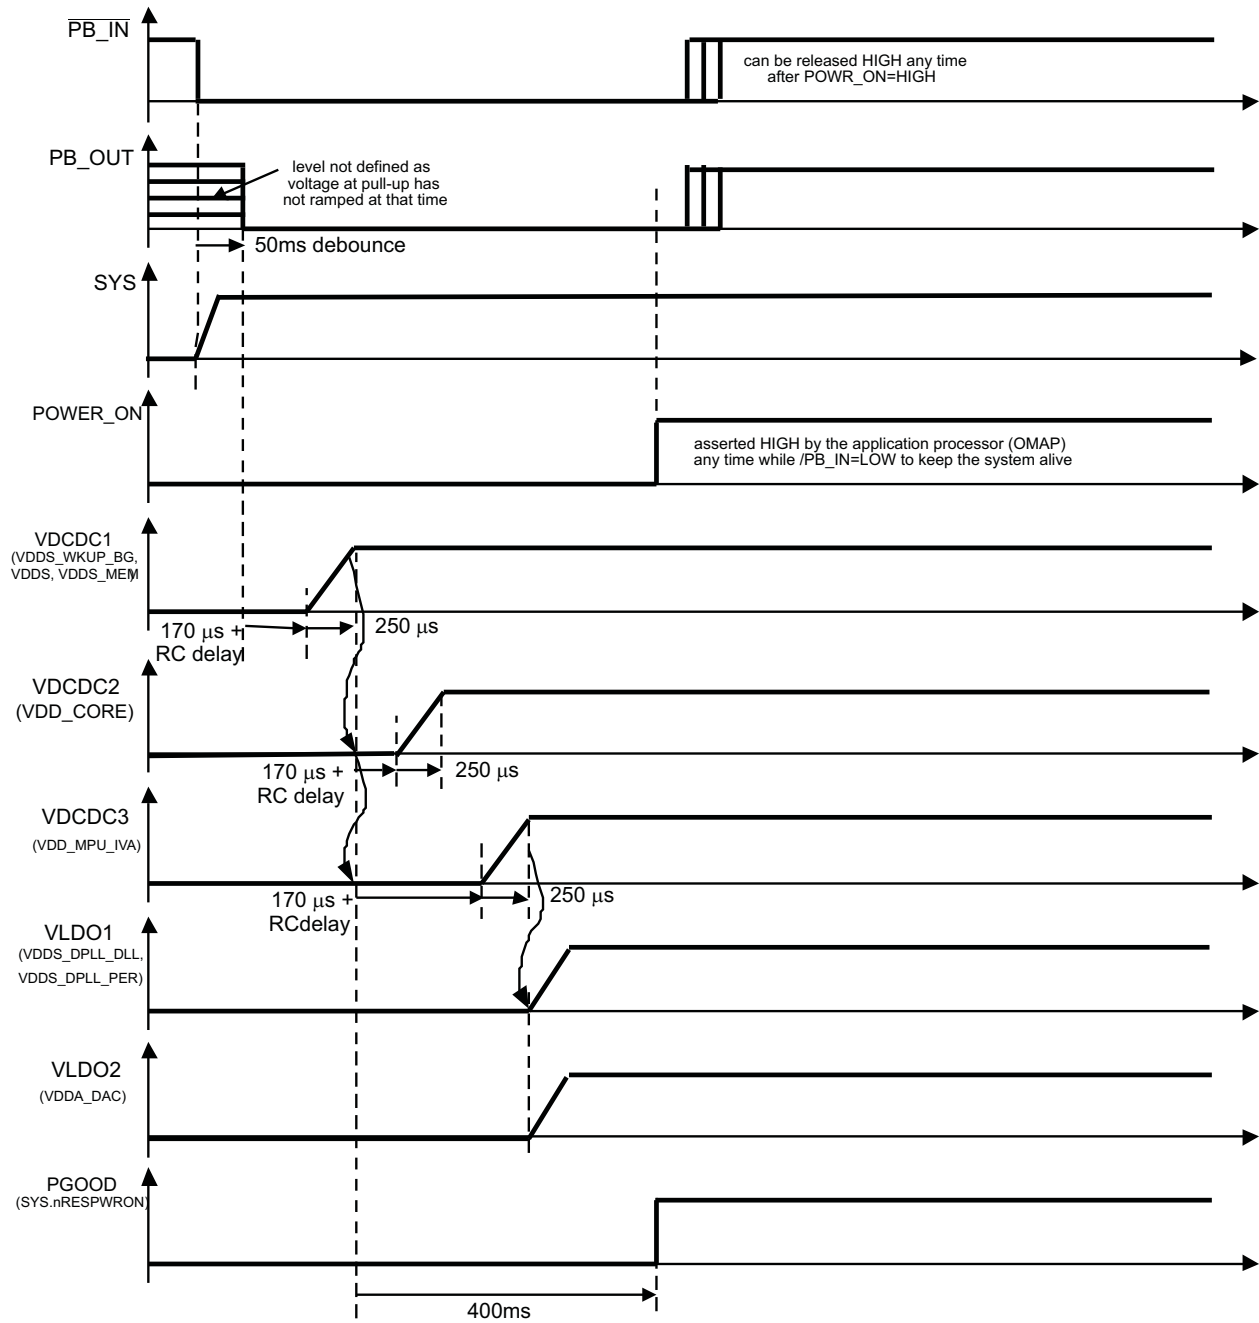 PB_IN
can be released HIGH any time
after POWR_ON=HIGH
PB_OUT
level not defined as
voltage at pull-up has
not ramped at that time
50ms debounce
SYS
POWER_ON
asserted HIGH by the application processor (OMAP)
any time while /PB_IN=LOW to keep the system alive
VDCDC1
(VDDS_WKUP_BG,
VDDS, VDDS_MEM)
170 μs +
RC delay
250 μs
VDCDC2
(VDD_CORE)
170 μs +
RC delay
250 μs
VDCDC3
(VDD_MPU_IVA)
170 μs +
RCdelay
250 μs
VLDO1
(VDDS_DPLL_DLL,
VDDS_DPLL_PER)
VLDO2
(VDDA_DAC)
PGOOD
(SYS.nRESPWRON)
400ms